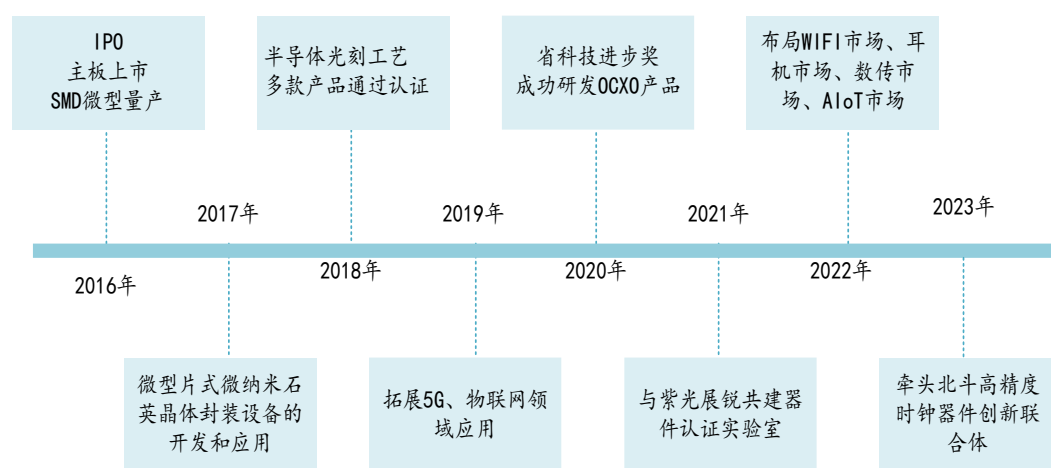 IPO
主板上市
SMD微型量产
半导体光刻工艺
多款产品通过认证
省科技进步奖
成功研发OCXO产品
布局WIFI市场、耳
机市场、数传市
场、AIoT市场
2017年
2019年
2021年
2023年
2016年
2018年
2020年
2022年
微型片式微纳米石
英晶体封装设备的
开发和应用
拓展5G、物联网领
域应用
与紫光展锐共建器
件认证实验室
牵头北斗高精度
时钟器件创新联
合体